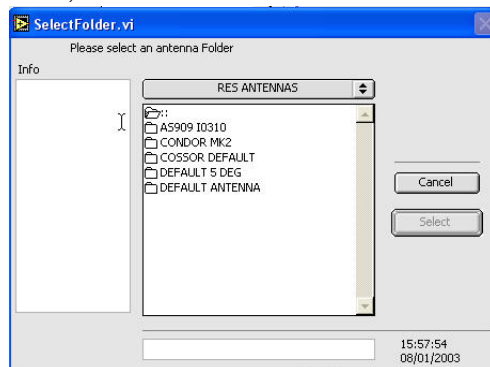 SelectFolder.vi
Please select an antenna Folder
Info
RES ANTENNAS
::
AS909 I0310
CONDOR MK2
COSSOR DEFAULT
DEFAULT 5 DEG
DEFAULT ANTENNA
Cancel
Select
15:57:54
08/01/2003